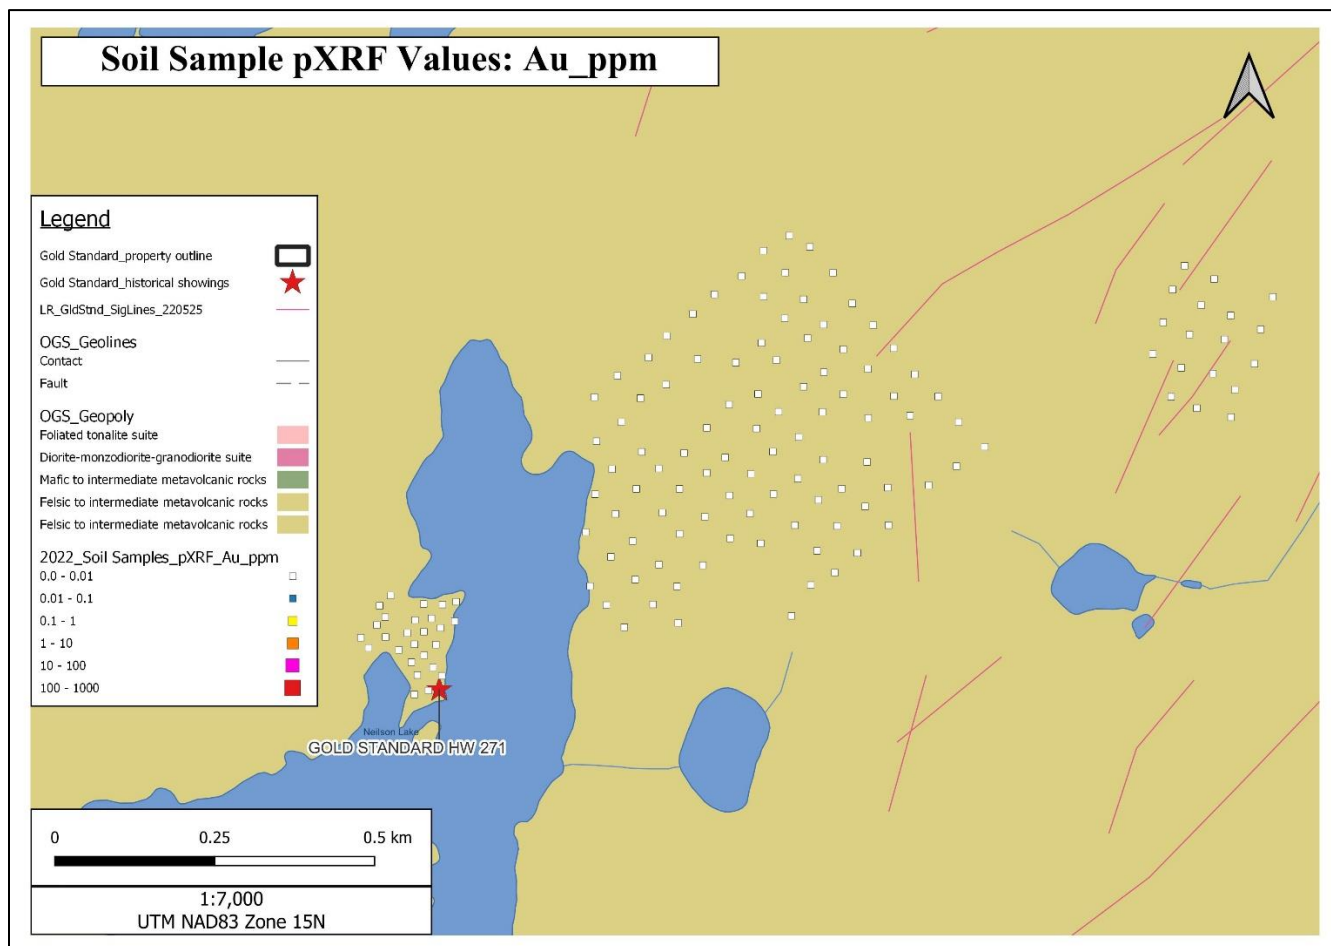 Soil Sample pXRF Values: Au_ppm
Legend
Gold Standard_property outline
Gold Standard_historical showings
LR_GldStnd_SigLines_220525
OGS_Geolines
Contact
Fault
OGS_Geopoly
Foliated tonalite suite
Diorite-monzodiorite-granodiorite suite
Mafic to intermediate metavolcanic rocks
Felsic to intermediate metavolcanic rocks
Felsic to intermediate metavolcanic rocks
2022_Soil Samples_pXRF_Au_ppm
0.0 - 0.01
0.01 - 0.1
0.1 - 1
1 - 10
10 - 100
100 - 1000
Neilson Lake
GOLD STANDARD HW 271
0 0.25 0.5 km
1:7,000
UTM NAD83 Zone 15N